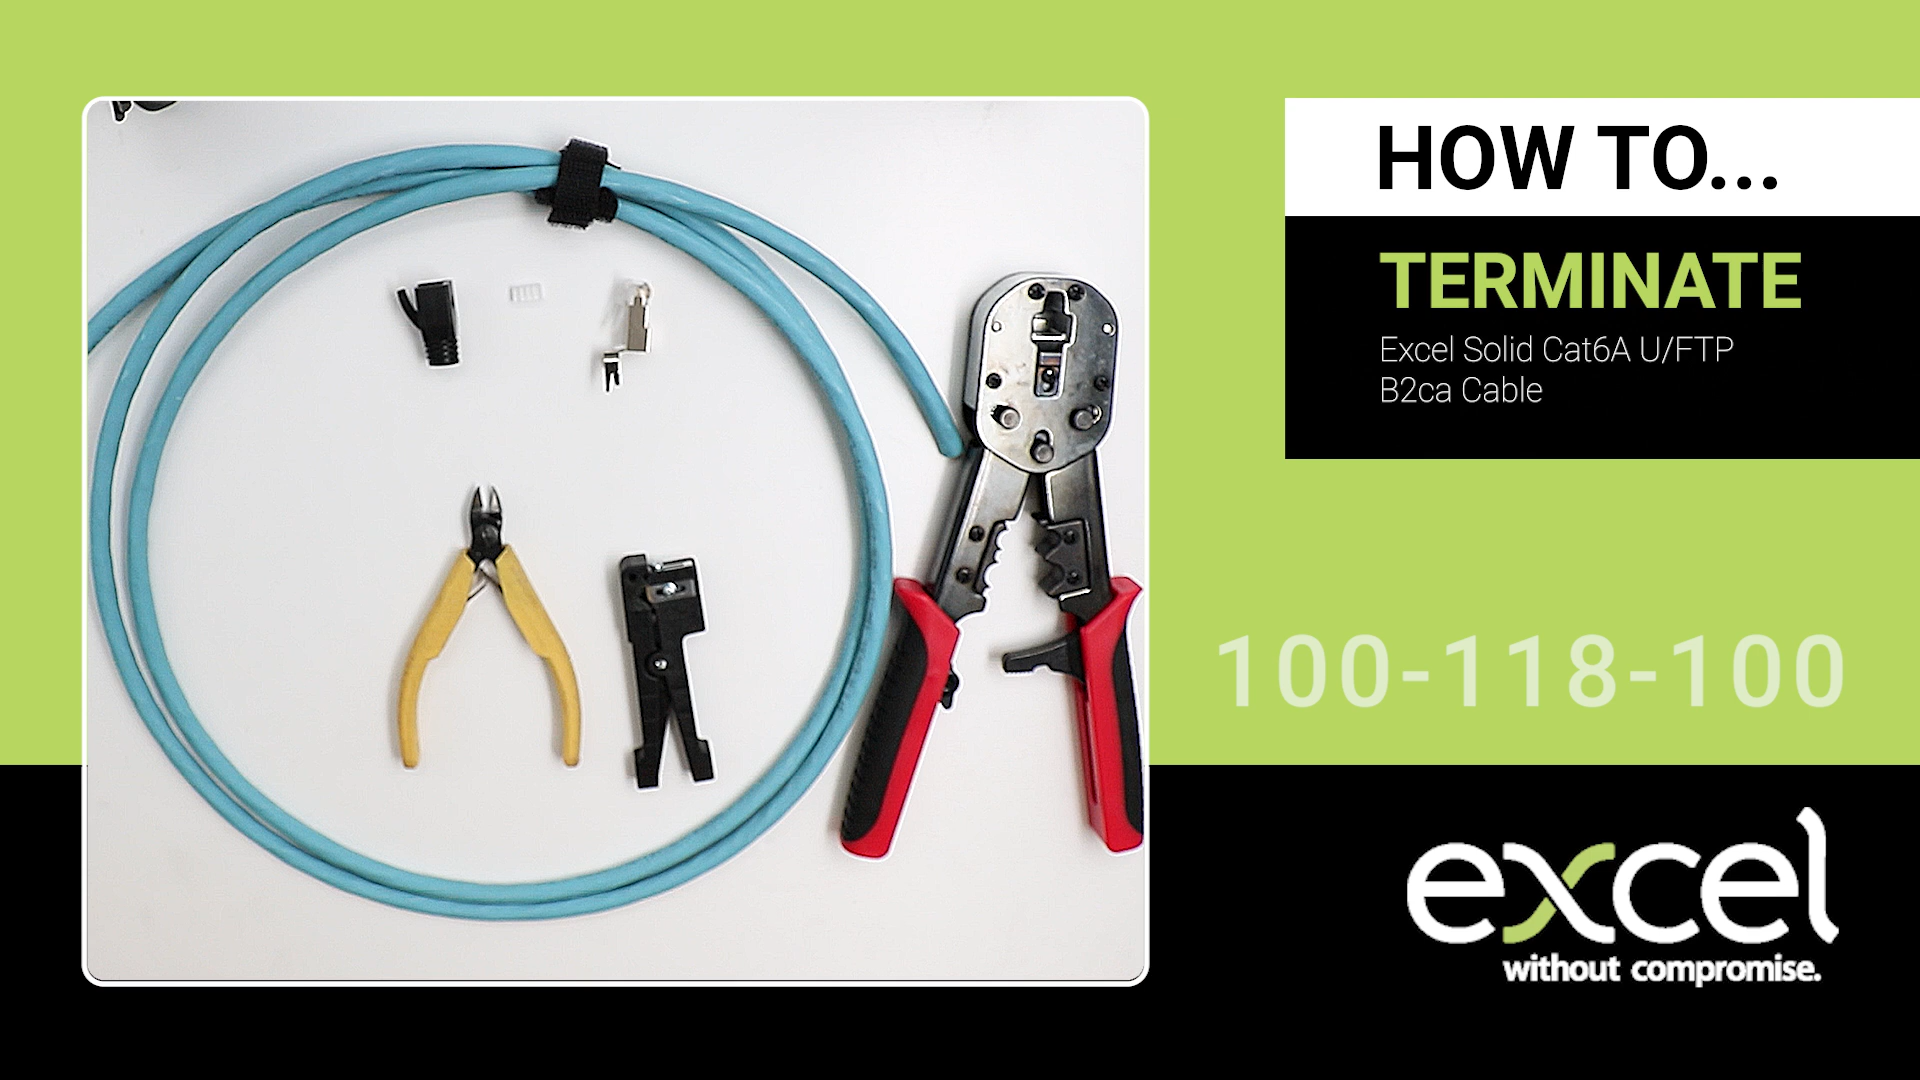 HOW TO...
TERMINATE
Excel Solid Cat6A U/FTP
B2ca Cable
100-118-100
excel
without compromise.